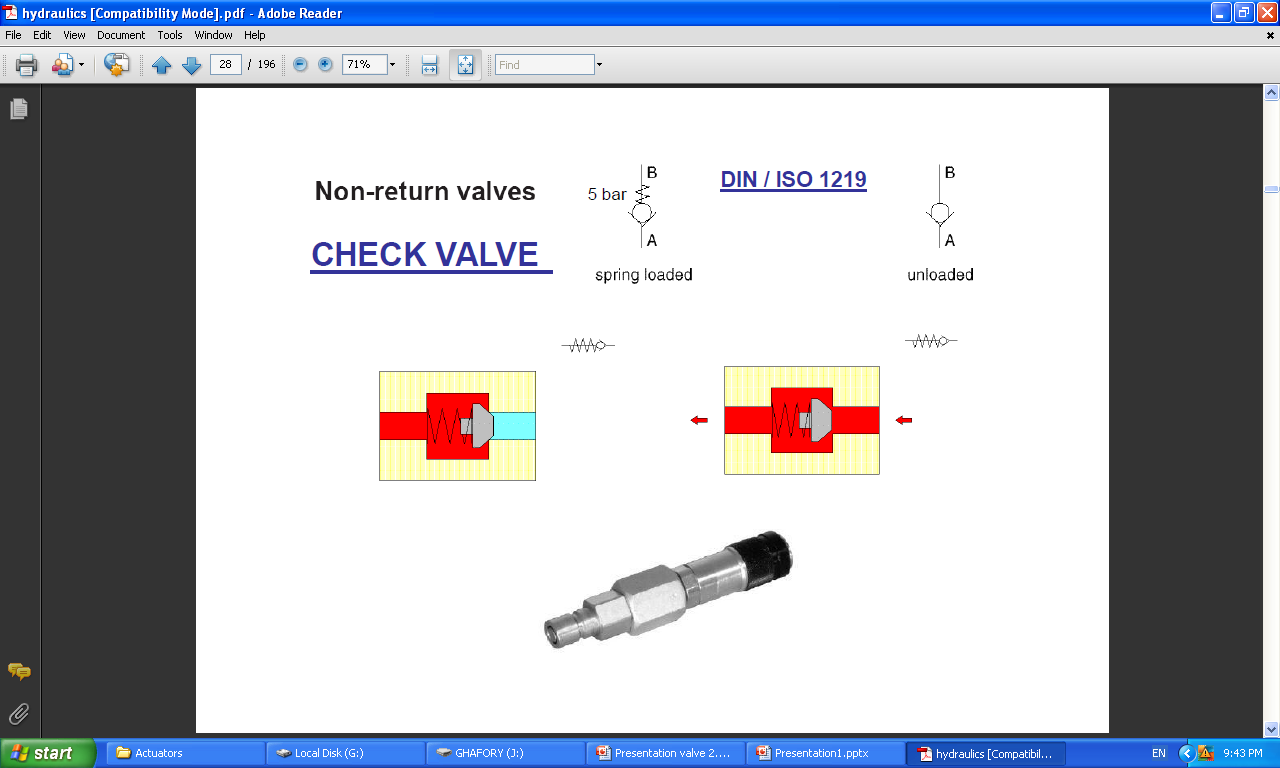 hydraulics [Compatibility Mode].pdf - Adobe Reader
File Edit View Document Tools Window Help
28 / 196 71% Find
Non-return valves
CHECK VALVE
5 bar
B
A
spring loaded
DIN / ISO 1219
B
A
unloaded
start Actuators Local Disk (G:) GHAFORY (J:) Presentation valve 2.... Presentation1.pptx hydraulics [Compatibil... EN 9:43 PM